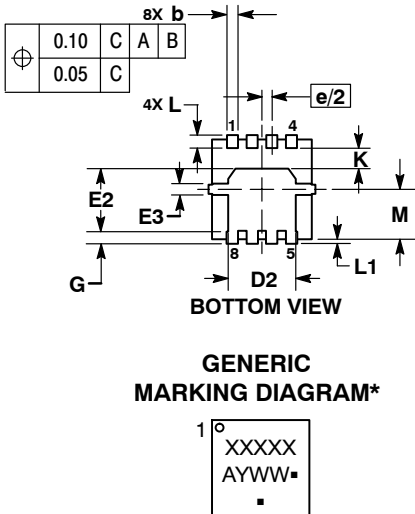 8X b
⌖ 0.10 C A B
0.05 C
4X L
e/2
1 4
K
E2
E3
M
G
8 5
D2
L1
BOTTOM VIEW
GENERIC
MARKING DIAGRAM*
1
XXXXX
AYWW▪
▪